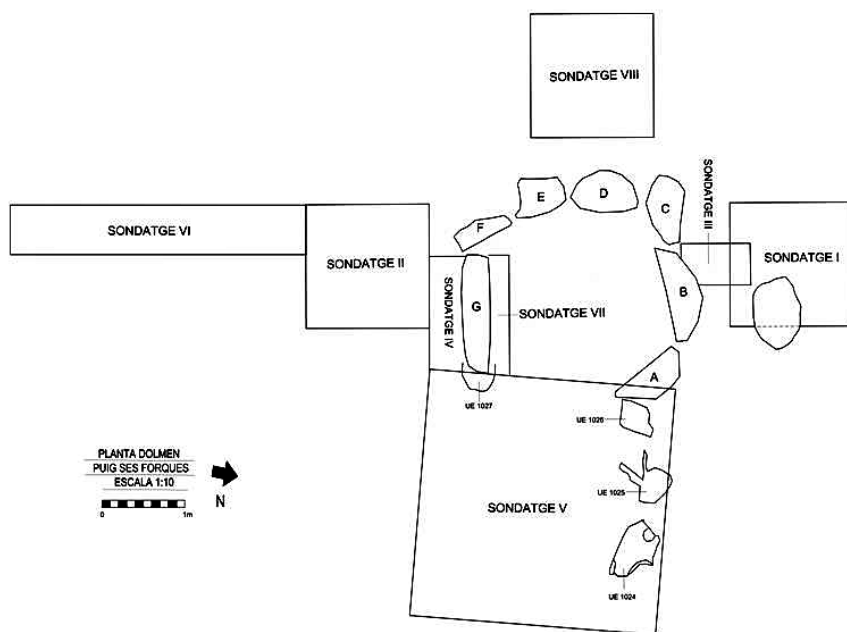 SONDATGE VIII
SONDATGE III
E
D
C
F
SONDATGE VI
SONDATGE II
SONDATGE I
SONDATGE IV
G
B
SONDATGE VII
A
UE 1027
UE 1026
PLANTA DOLMEN
PUIG SES FORQUES
ESCALA 1:10
N
0 1m
UE 1025
SONDATGE V
UE 1024